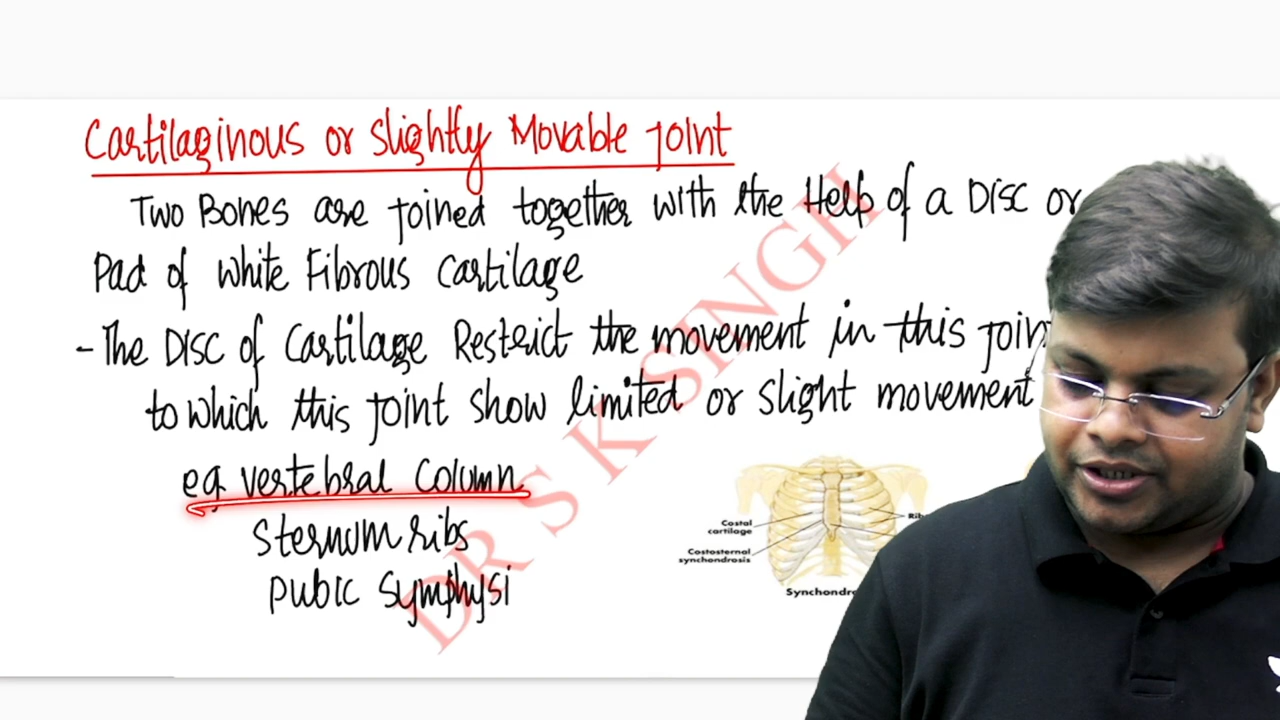 Cartilaginous or Slightly Movable Joint
Two Bones are Joined together with the Help of a Disc or
Pad of White Fibrous Cartilage
- The Disc of Cartilage Restrict the movement in this Join
to which this Joint Show limited or Slight movement
eg vertebral Column
Sternum ribs
Pubic Symphysi
Costal
cartilage
Costosternal
synchondrosis
Rib
Synchondro
DR S K SINGH